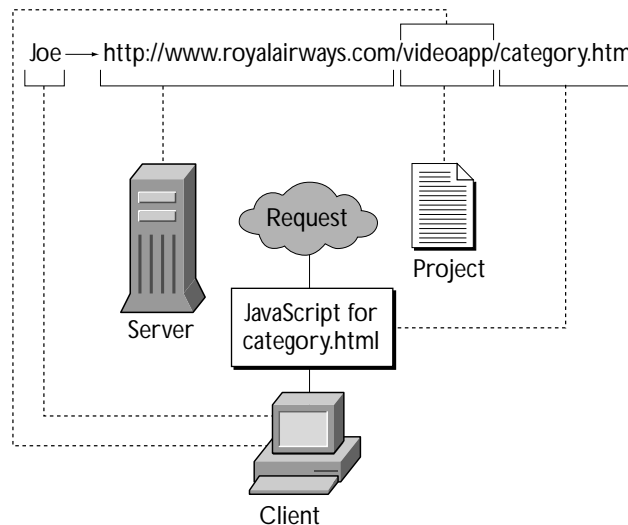 Joe http://www.royalairways.com/videoapp/category.htm
Request
Project
Server
JavaScript for
category.html
Client